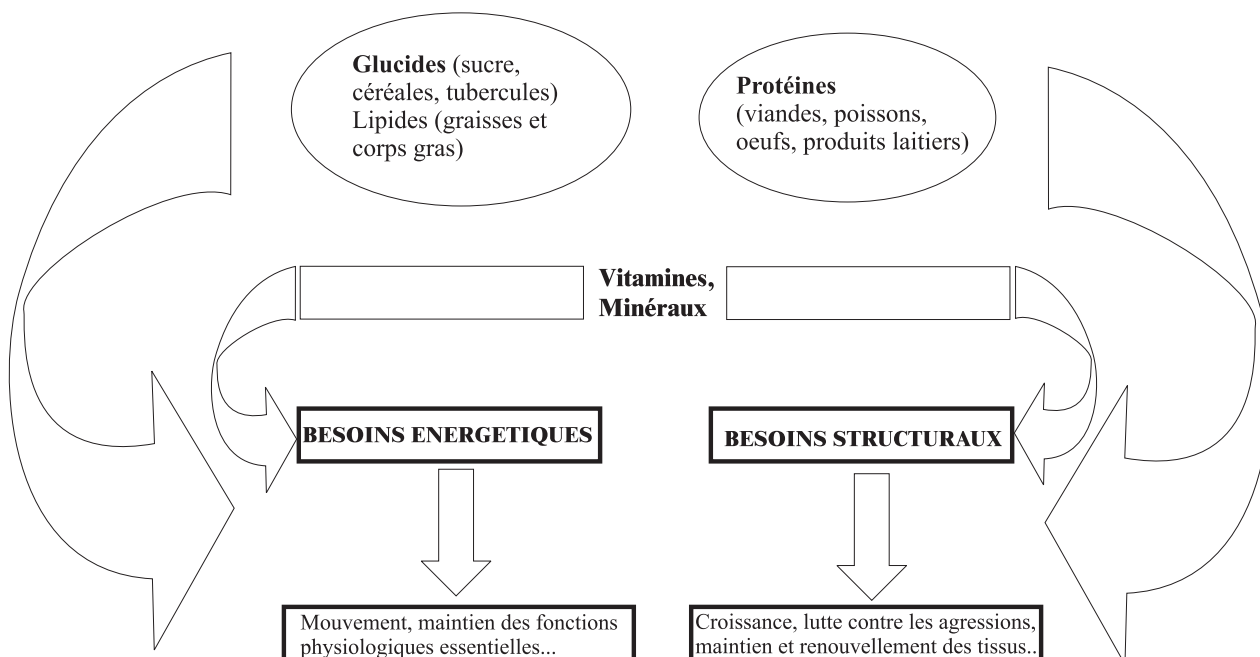 Glucides (sucre,
céréales, tubercules)
Lipides (graisses et
corps gras)
Protéines
(viandes, poissons,
oeufs, produits laitiers)
Vitamines,
Minéraux
BESOINS ENERGETIQUES
BESOINS STRUCTURAUX
Mouvement, maintien des fonctions
physiologiques essentielles...
Croissance, lutte contre les agressions,
maintien et renouvellement des tissus..